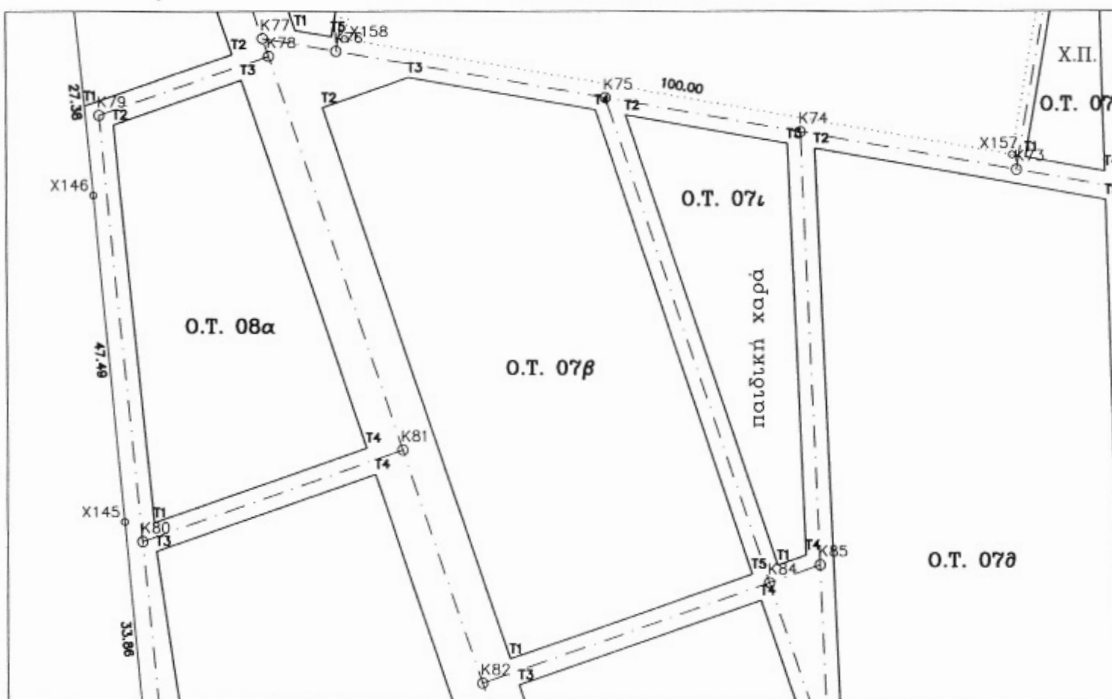 K77
T1
T5
X158
K76
T2
K78
T3
T3
100.00
Χ.Π.
27.38
T1
K79
T2
T2
K75
T4
T2
Ο.Τ. 07
K74
T5
T2
X157
T1
K73
X146
Ο.Τ. 07ι
παιδική χαρά
Ο.Τ. 08α
47.49
Ο.Τ. 07β
T4
K81
T4
X145
T1
K80
T3
T5
T1
T4
K85
K84
T4
Ο.Τ. 07δ
33.86
T1
T3
K82